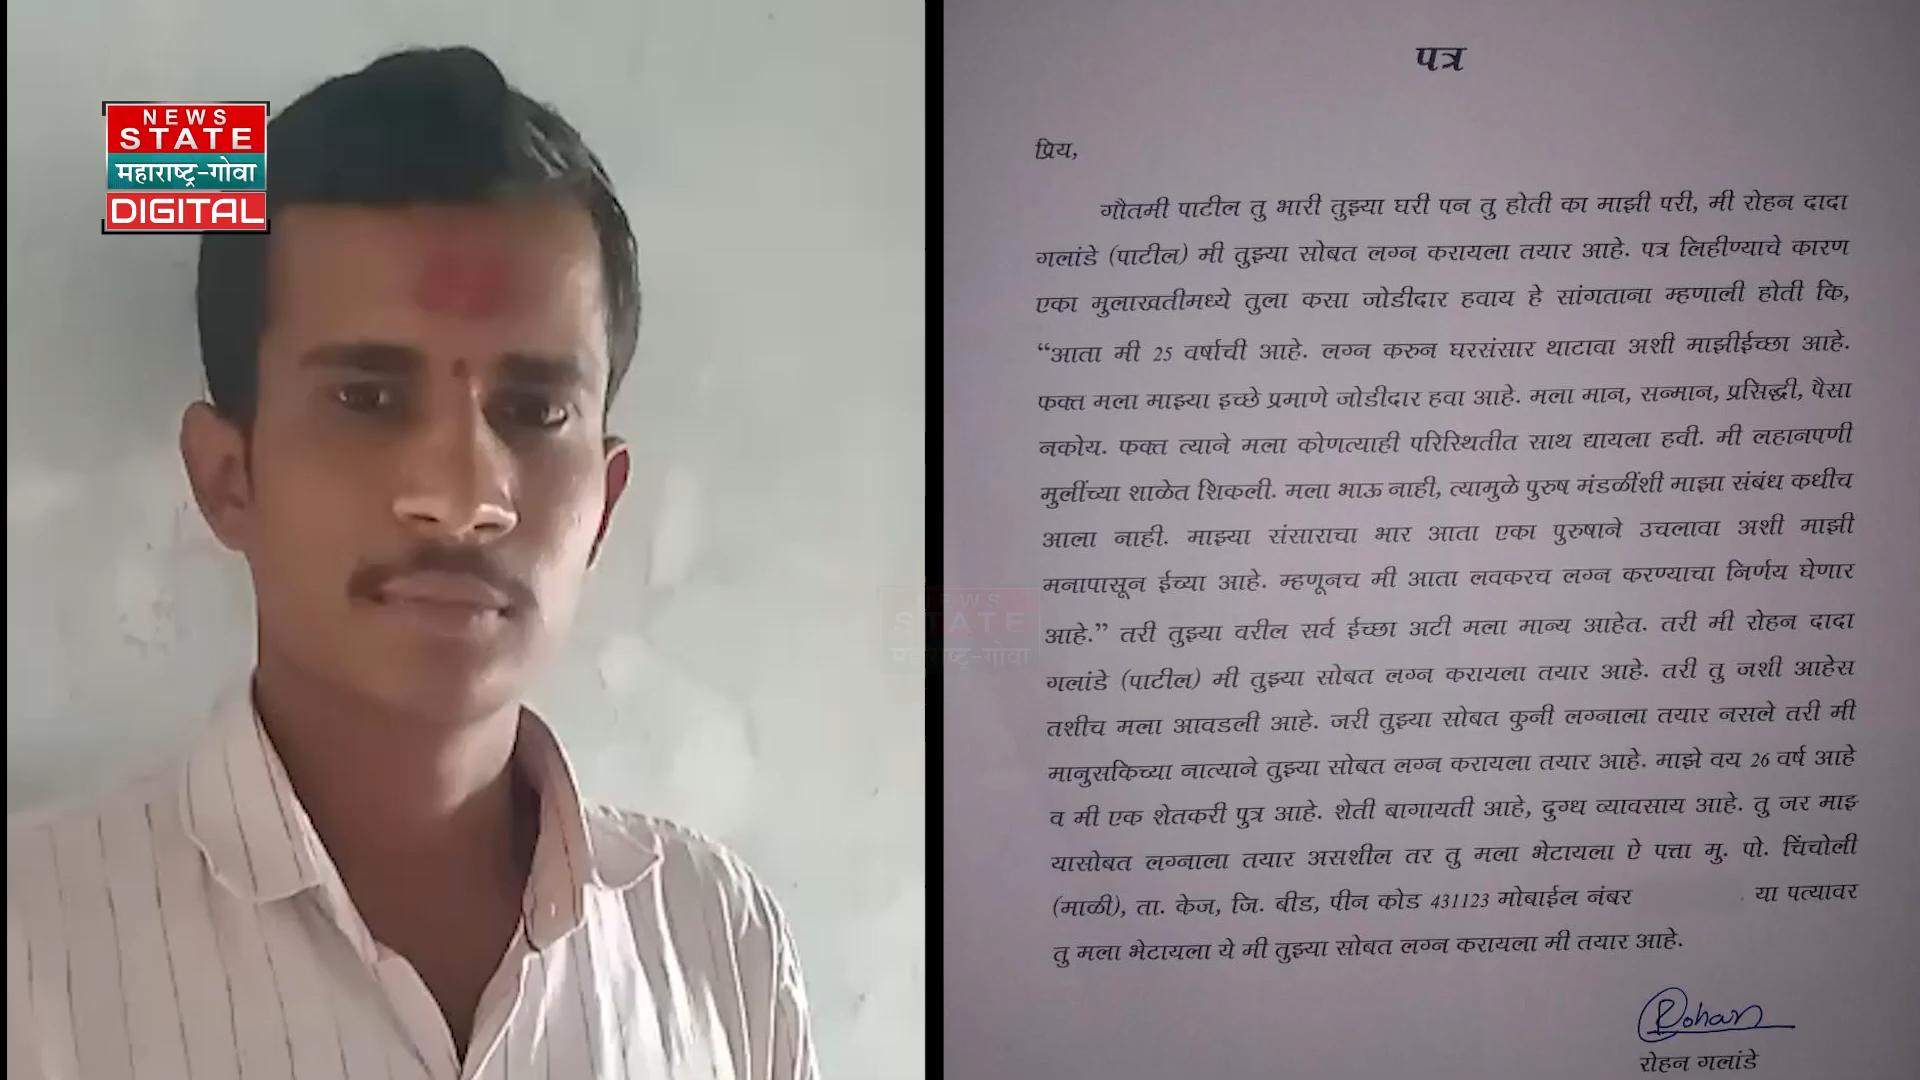 NEWS
STATE
महाराष्ट्र-गोवा
DIGITAL
पत्र
प्रिय,
गौतमी पाटील तु भारी तुझ्या घरी पन तु होती का माझी परी, मी रोहन दादा
गलांडे (पाटील) मी तुझ्या सोबत लग्न करायला तयार आहे. पत्र लिहीण्याचे कारण
एका मुलाखतीमध्ये तुला कसा जोडीदार हवाय हे सांगताना म्हणाली होती कि,
“आता मी 25 वर्षाची आहे. लग्न करुन घरसंसार थाटावा अशी माझीईच्छा आहे.
फक्त मला माझ्या इच्छे प्रमाणे जोडीदार हवा आहे. मला मान, सन्मान, प्रसिद्धी, पैसा
नकोय. फक्त त्याने मला कोणत्याही परिस्थितीत साथ द्यायला हवी. मी लहानपणी
मुलींच्या शाळेत शिकली. मला भाऊ नाही, त्यामुळे पुरुष मंडळींशी माझा संबंध कधीच
आला नाही. माझ्या संसाराचा भार आता एका पुरुषाने उचलावा अशी माझी
मनापासून ईच्या आहे. म्हणूनच मी आता लवकरच लग्न करण्याचा निर्णय घेणार
आहे.” तरी तुझ्या वरील सर्व ईच्छा अटी मला मान्य आहेत. तरी मी रोहन दादा
गलांडे (पाटील) मी तुझ्या सोबत लग्न करायला तयार आहे. तरी तु जशी आहेस
तशीच मला आवडली आहे. जरी तुझ्या सोबत कुनी लग्नाला तयार नसले तरी मी
मानुसकिच्या नात्याने तुझ्या सोबत लग्न करायला तयार आहे. माझे वय 26 वर्ष आहे
व मी एक शेतकरी पुत्र आहे. शेती बागायती आहे, दुग्ध व्यावसाय आहे. तु जर माझ
यासोबत लग्नाला तयार असशील तर तु मला भेटायला ऐ पत्ता मु. पो. चिंचोली
(माळी), ता. केज, जि. बीड, पीन कोड 431123 मोबाईल नंबर . या पत्यावर
तु मला भेटायला ये मी तुझ्या सोबत लग्न करायला मी तयार आहे.
Rohan
रोहन गलांडे
NEWS
STATE
महाराष्ट्र-गोवा